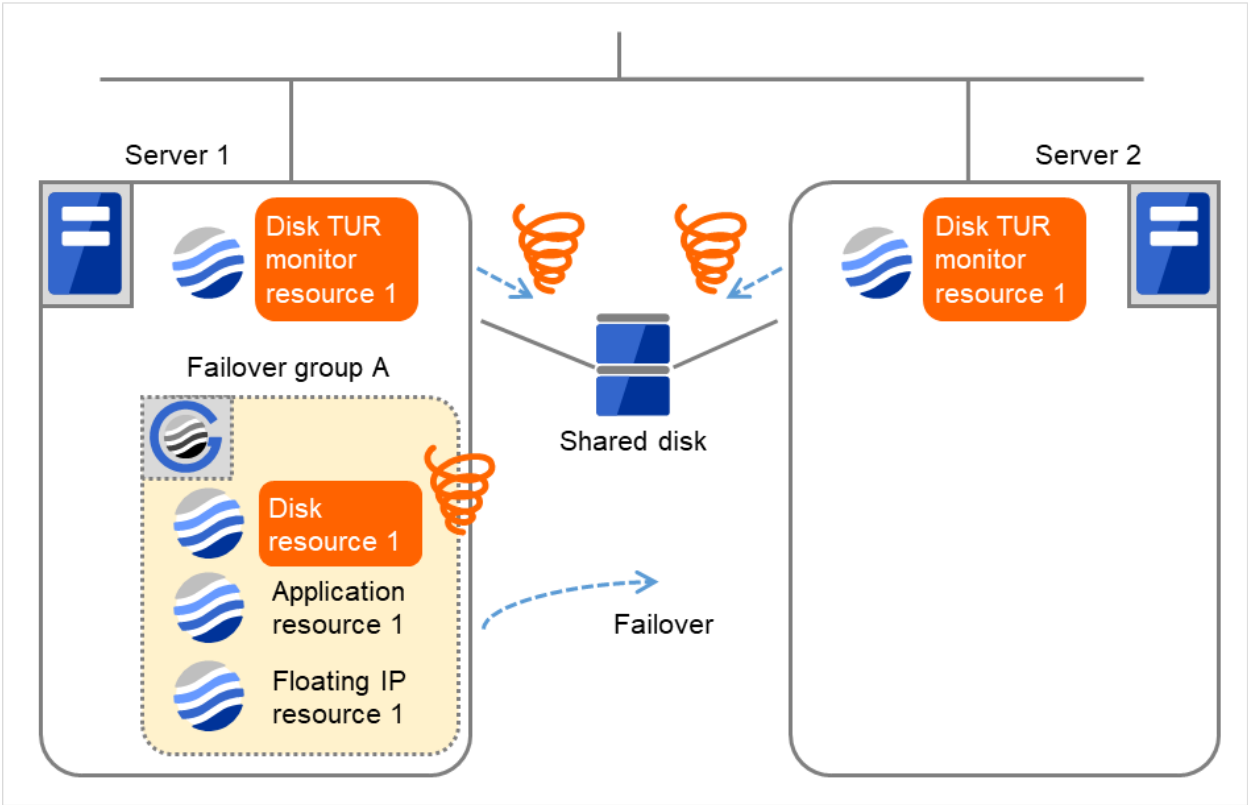 Server 1
Server 2
Disk TUR
monitor
resource 1
Disk TUR
monitor
resource 1
Shared disk
Failover group A
Disk
resource 1
Application
resource 1
Floating IP
resource 1
Failover